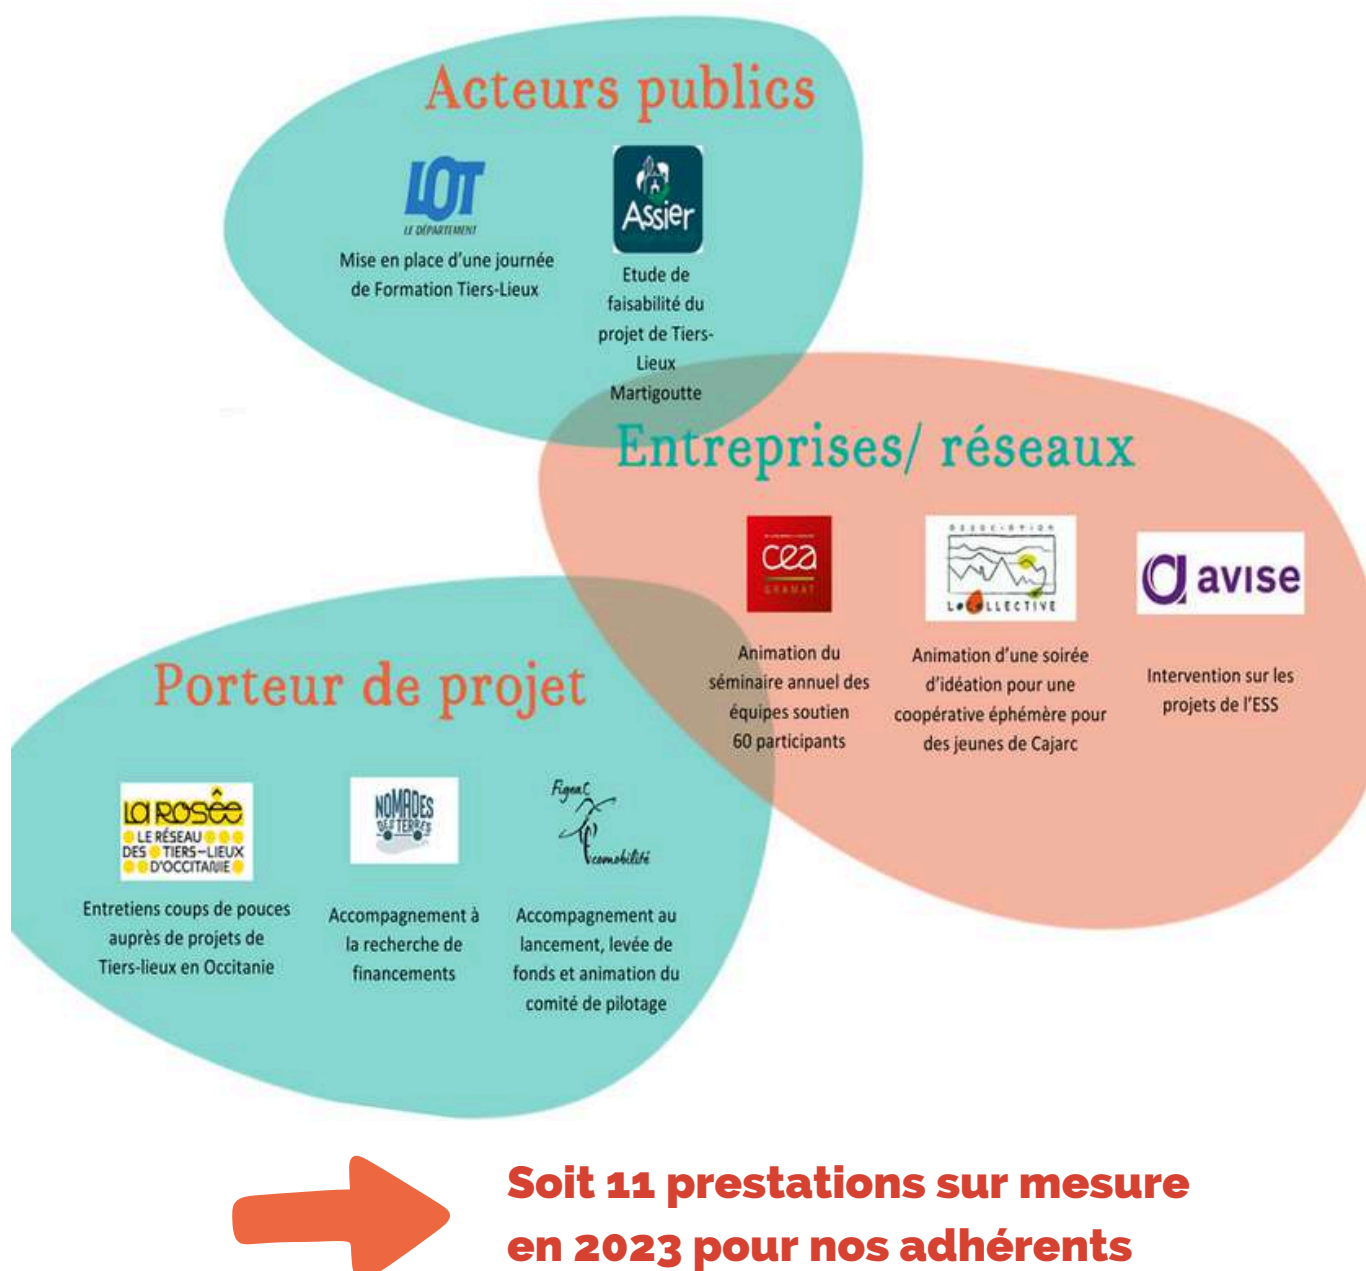 Acteurs publics
LOT
LE DÉPARTEMENT
Mise en place d'une journée
de Formation Tiers-Lieux
Assier
Etude de
faisabilité du
projet de Tiers-
Lieux
Martigoutte
Entreprises/ réseaux
cea
GRAMAT
Animation du
séminaire annuel des
équipes soutien
60 participants
ASSOCIATION
LOCOLLECTIVE
Animation d'une soirée
d'idéation pour une
coopérative éphémère pour
des jeunes de Cajarc
avise
Intervention sur les
projets de l'ESS
Porteur de projet
LA ROSÉE
LE RÉSEAU
DES TIERS-LIEUX
D'OCCITANIE
Entretiens coups de pouces
auprès de projets de
Tiers-lieux en Occitanie
NOMADES
DES TERRES
Accompagnement à
la recherche de
financements
Figeac
comobilité
Accompagnement au
lancement, levée de
fonds et animation du
comité de pilotage
Soit 11 prestations sur mesure
en 2023 pour nos adhérents